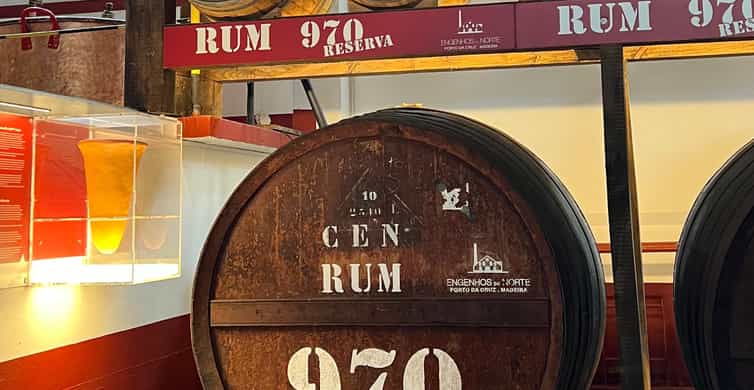 RUM 970
RESERVA
ENGENHOS DO NORTE
PORTO DA CRUZ . MADEIRA
RUM 970
RESERVA
10
CEN
RUM
ENGENHOS DO NORTE
PORTO DA CRUZ . MADEIRA
970